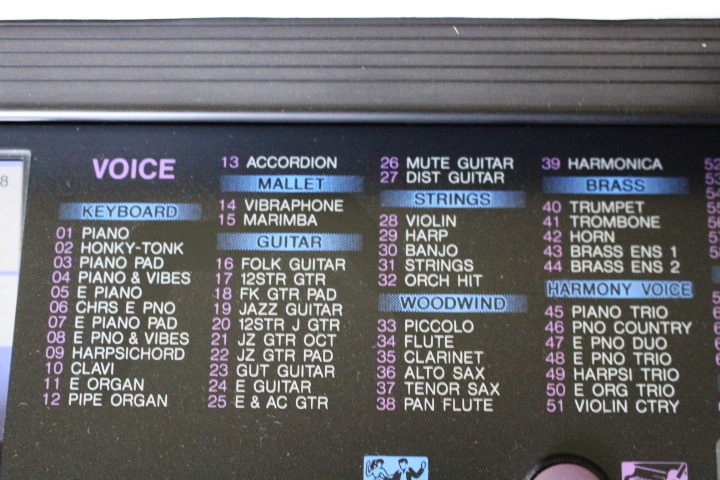 VOICE
KEYBOARD
01 PIANO
02 HONKY-TONK
03 PIANO PAD
04 PIANO & VIBES
05 E PIANO
06 CHRS E PNO
07 E PIANO PAD
08 E PNO & VIBES
09 HARPSICHORD
10 CLAVI
11 E ORGAN
12 PIPE ORGAN
13 ACCORDION
MALLET
14 VIBRAPHONE
15 MARIMBA
GUITAR
16 FOLK GUITAR
17 12STR GTR
18 FK GTR PAD
19 JAZZ GUITAR
20 12STR J GTR
21 JZ GTR OCT
22 JZ GTR PAD
23 GUT GUITAR
24 E GUITAR
25 E & AC GTR
26 MUTE GUITAR
27 DIST GUITAR
STRINGS
28 VIOLIN
29 HARP
30 BANJO
31 STRINGS
32 ORCH HIT
WOODWIND
33 PICCOLO
34 FLUTE
35 CLARINET
36 ALTO SAX
37 TENOR SAX
38 PAN FLUTE
39 HARMONICA
BRASS
40 TRUMPET
41 TROMBONE
42 HORN
43 BRASS ENS 1
44 BRASS ENS 2
HARMONY VOICE
45 PIANO TRIO
46 PNO COUNTRY
47 E PNO DUO
48 E PNO TRIO
49 HARPSI TRIO
50 E ORG TRIO
51 VIOLIN CTRY